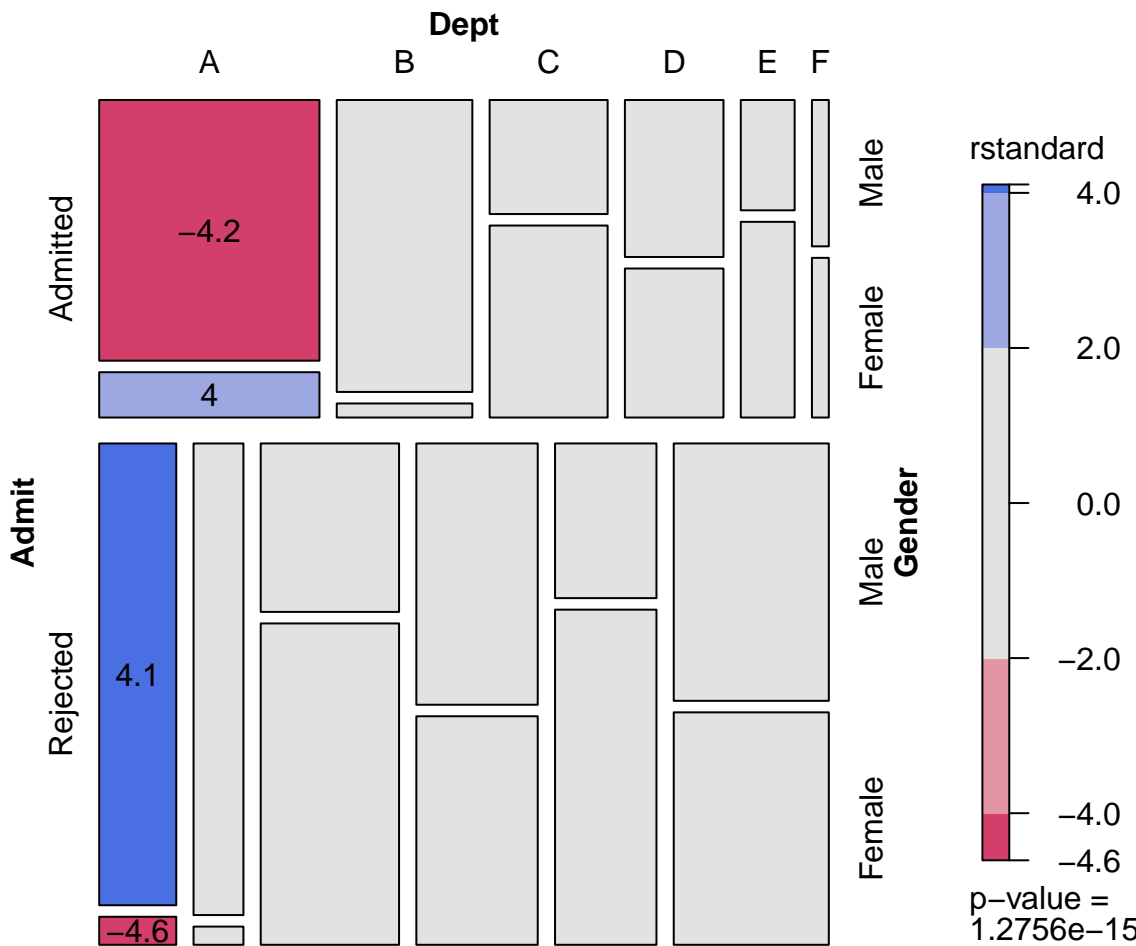 Dept
A B C D E F
Admitted
Rejected
Admit
−4.2
4
4.1
−4.6
Male
Female
Male
Female
Gender
rstandard
4.0
2.0
0.0
−2.0
−4.0
−4.6
p−value =
1.2756e−15